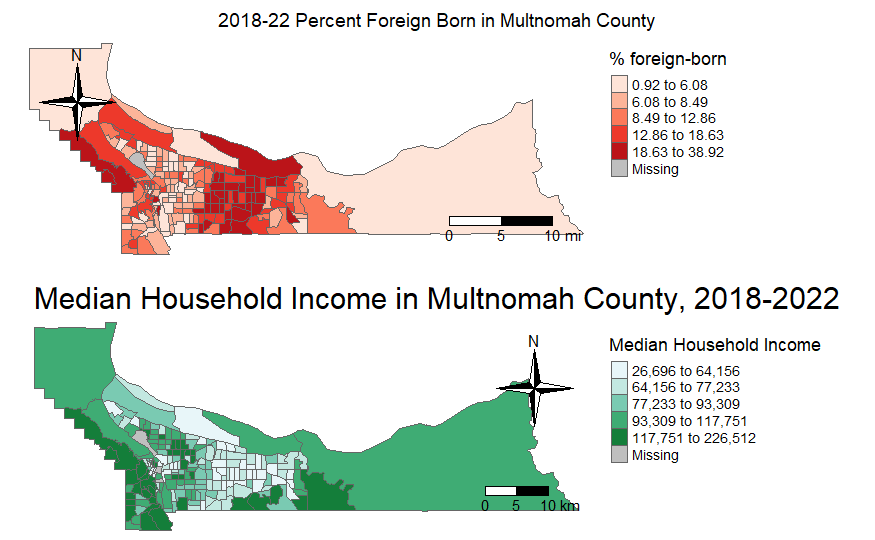 2018-22 Percent Foreign Born in Multnomah County
N
% foreign-born
0.92 to 6.08
6.08 to 8.49
8.49 to 12.86
12.86 to 18.63
18.63 to 38.92
Missing
0 5 10 mi
Median Household Income in Multnomah County, 2018-2022
N
Median Household Income
26,696 to 64,156
64,156 to 77,233
77,233 to 93,309
93,309 to 117,751
117,751 to 226,512
Missing
0 5 10 km